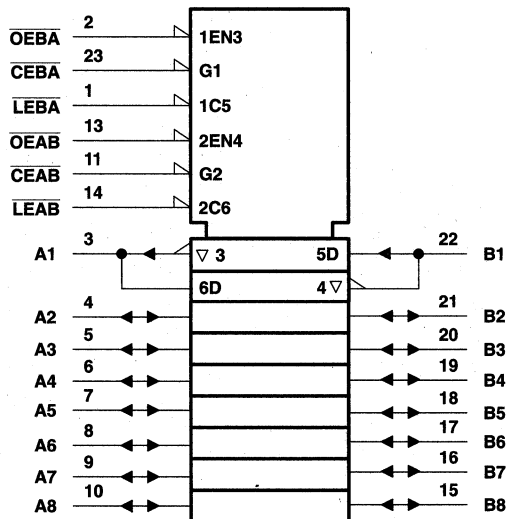 OEBA 2 1EN3
CEBA 23 G1
LEBA 1 1C5
OEAB 13 2EN4
CEAB 11 G2
LEAB 14 2C6
A1 3 ▽ 3 5D 22 B1
6D 4 ▽
A2 4 21 B2
A3 5 20 B3
A4 6 19 B4
A5 7 18 B5
A6 8 17 B6
A7 9 16 B7
A8 10 15 B8